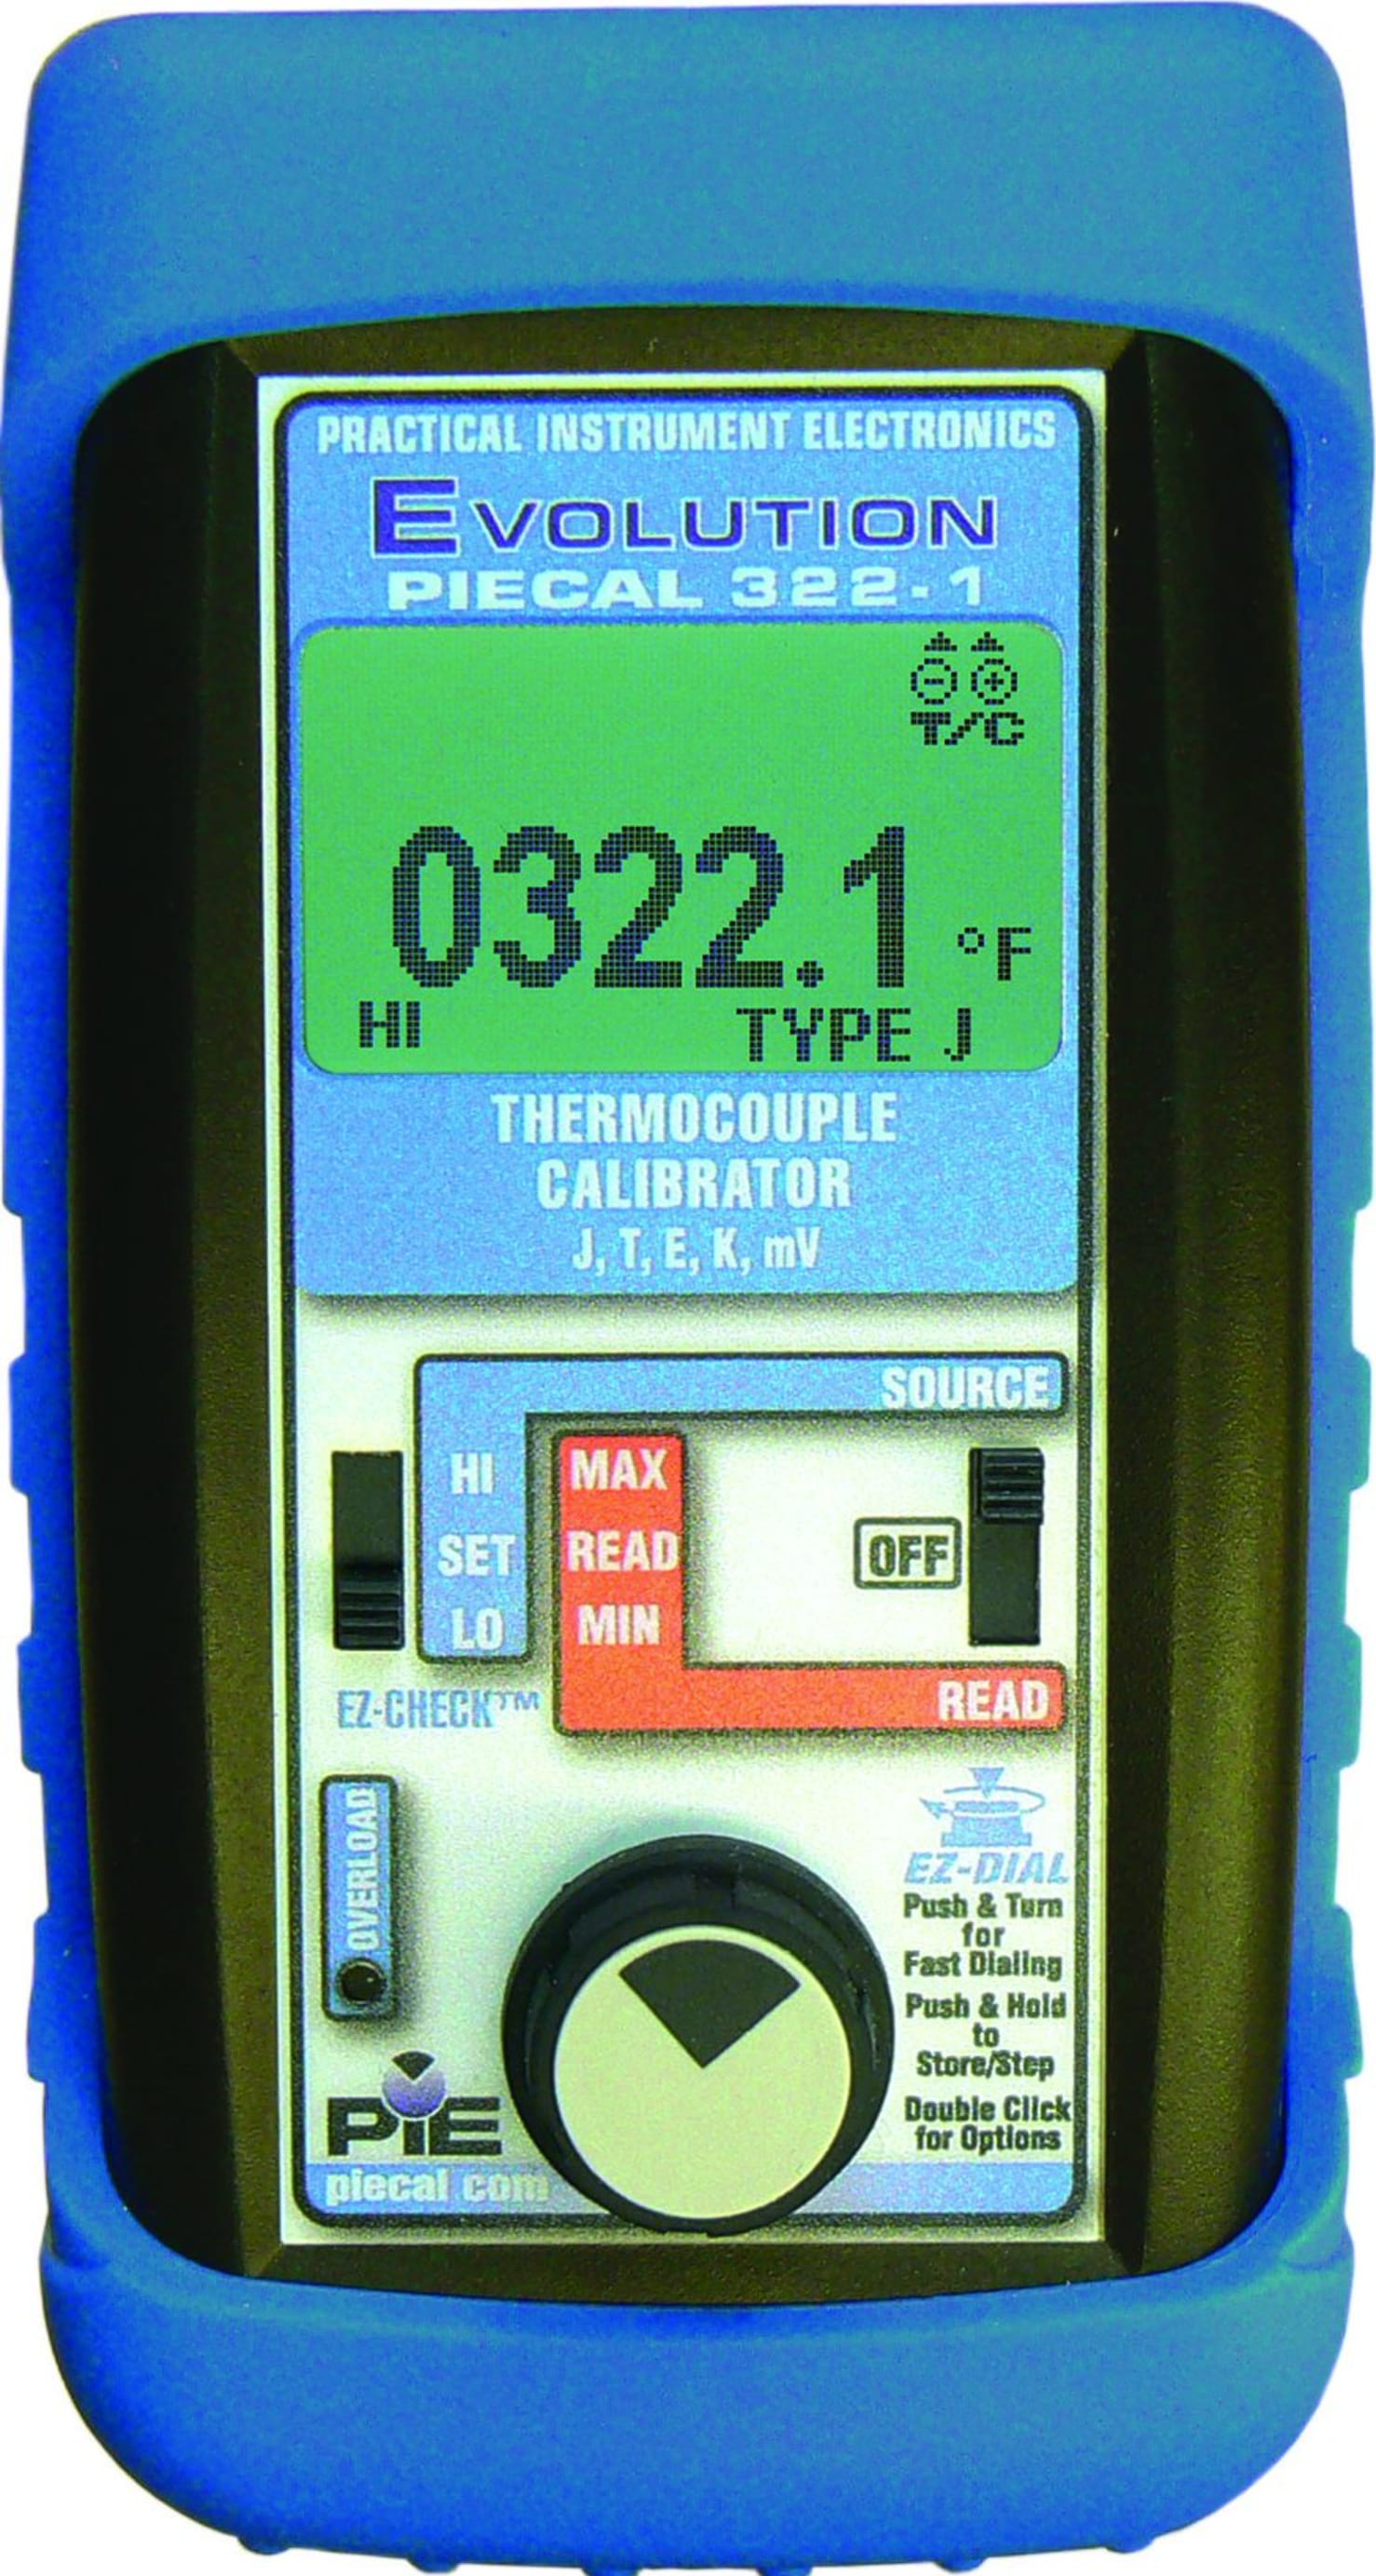 PRACTICAL INSTRUMENT ELECTRONICS
EVOLUTION
PIECAL 322-1
T/C
0322.1 °F
HI TYPE J
THERMOCOUPLE
CALIBRATOR
J, T, E, K, mV
SOURCE
HI MAX
SET READ OFF
LO MIN
EZ-CHECK™ READ
OVERLOAD
EZ-DIAL
Push & Turn
for
Fast Dialing
Push & Hold
to
Store/Step
Double Click
for Options
PiE
piecal com